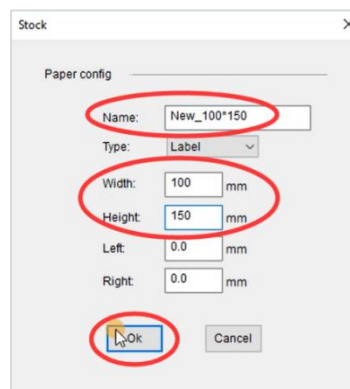 Stock
Paper config
Name: New_100*150
Type: Label
Width: 100 mm
Height: 150 mm
Left: 0.0 mm
Right: 0.0 mm
Ok Cancel